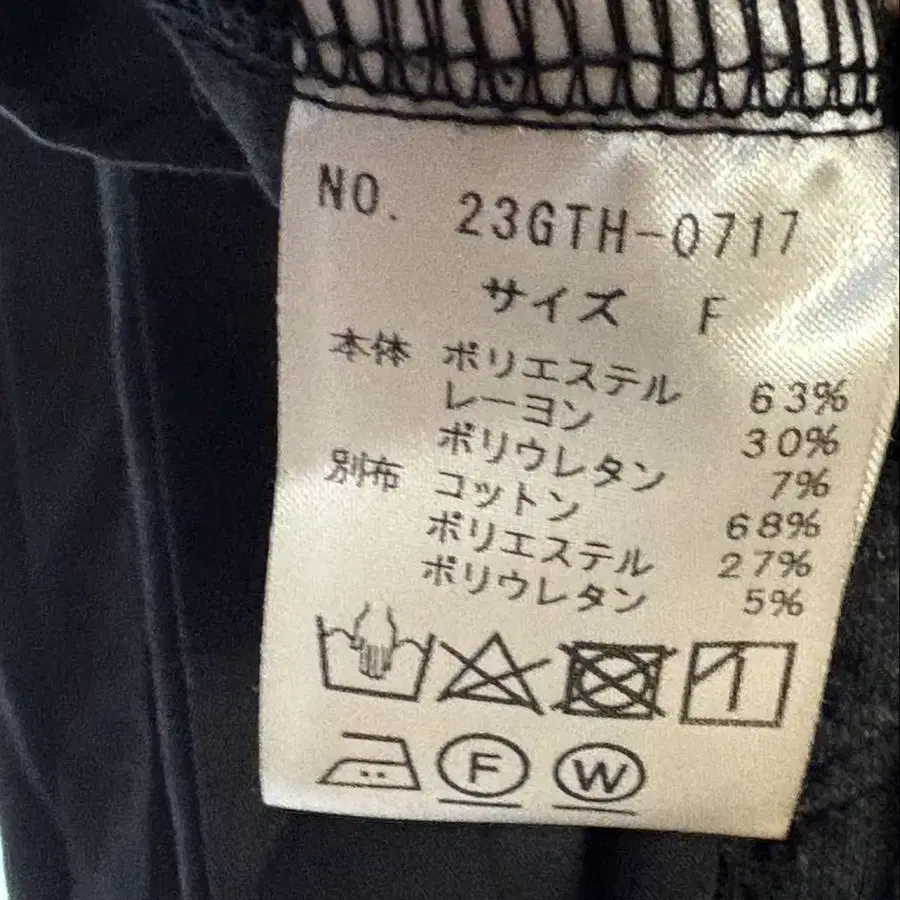 NO. 23GTH-0717
サイズ F
本体 ポリエステル 63%
レーヨン 30%
ポリウレタン 7%
別布 コットン 68%
ポリエステル 27%
ポリウレタン 5%
F W